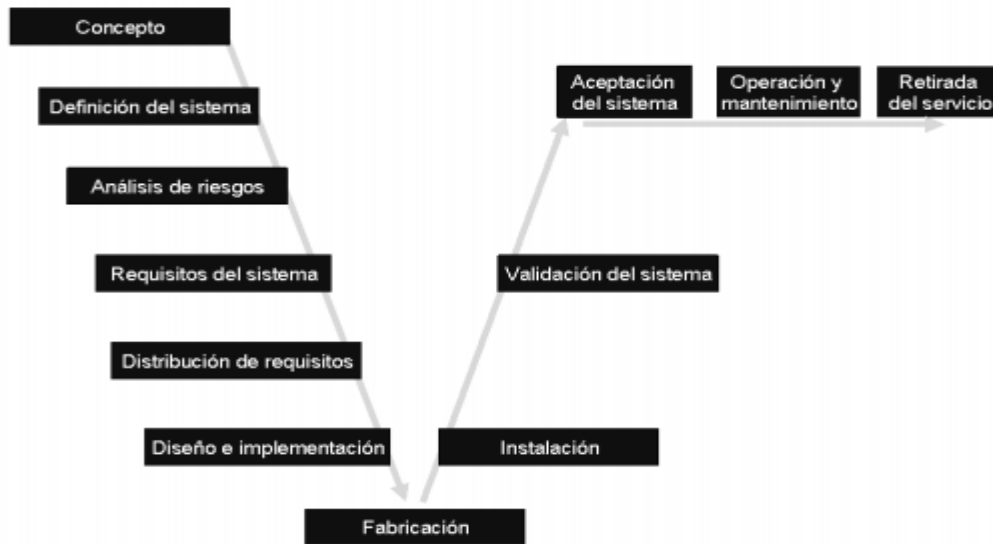 Concepto
Definición del sistema
Análisis de riesgos
Requisitos del sistema
Distribución de requisitos
Diseño e implementación
Fabricación
Instalación
Validación del sistema
Aceptación
del sistema
Operación y
mantenimiento
Retirada
del servicio